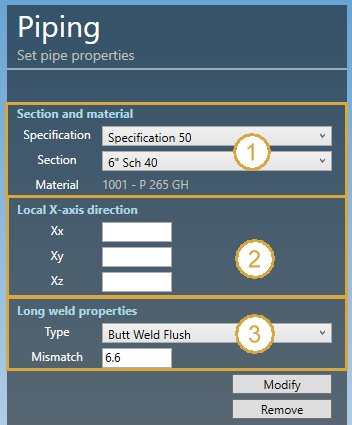 Piping
Set pipe properties
Section and material
Specification Specification 50
1
Section 6" Sch 40
Material 1001 - P 265 GH
Local X-axis direction
Xx
Xy
2
Xz
Long weld properties
Type Butt Weld Flush
3
Mismatch 6.6
Modify
Remove